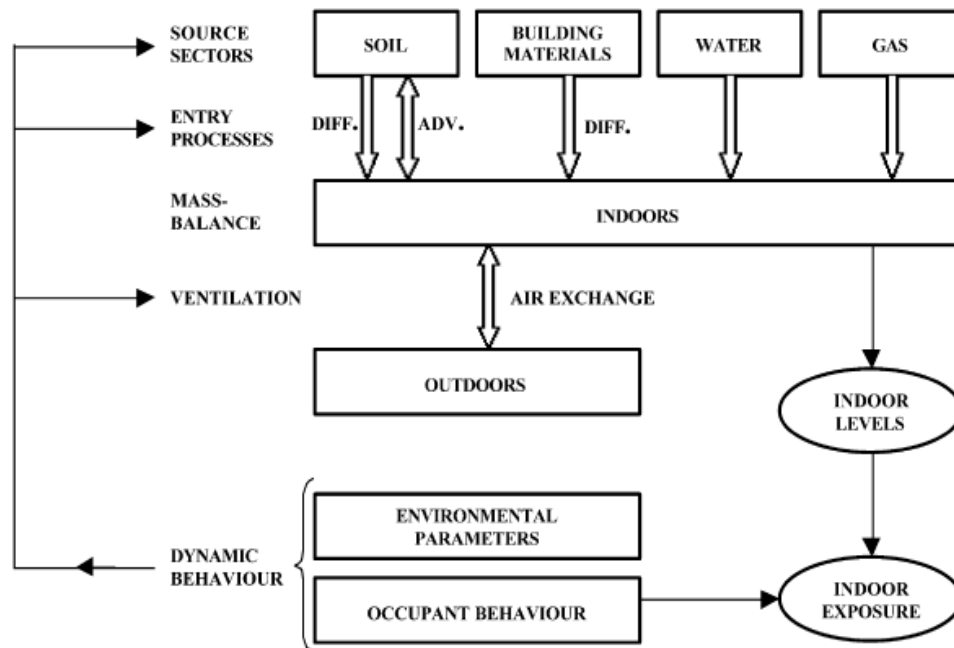 SOURCE
SECTORS
SOIL
BUILDING
MATERIALS
WATER
GAS
ENTRY
PROCESSES
DIFF.
ADV.
DIFF.
MASS-
BALANCE
INDOORS
VENTILATION
AIR EXCHANGE
OUTDOORS
INDOOR
LEVELS
ENVIRONMENTAL
PARAMETERS
DYNAMIC
BEHAVIOUR
OCCUPANT BEHAVIOUR
INDOOR
EXPOSURE